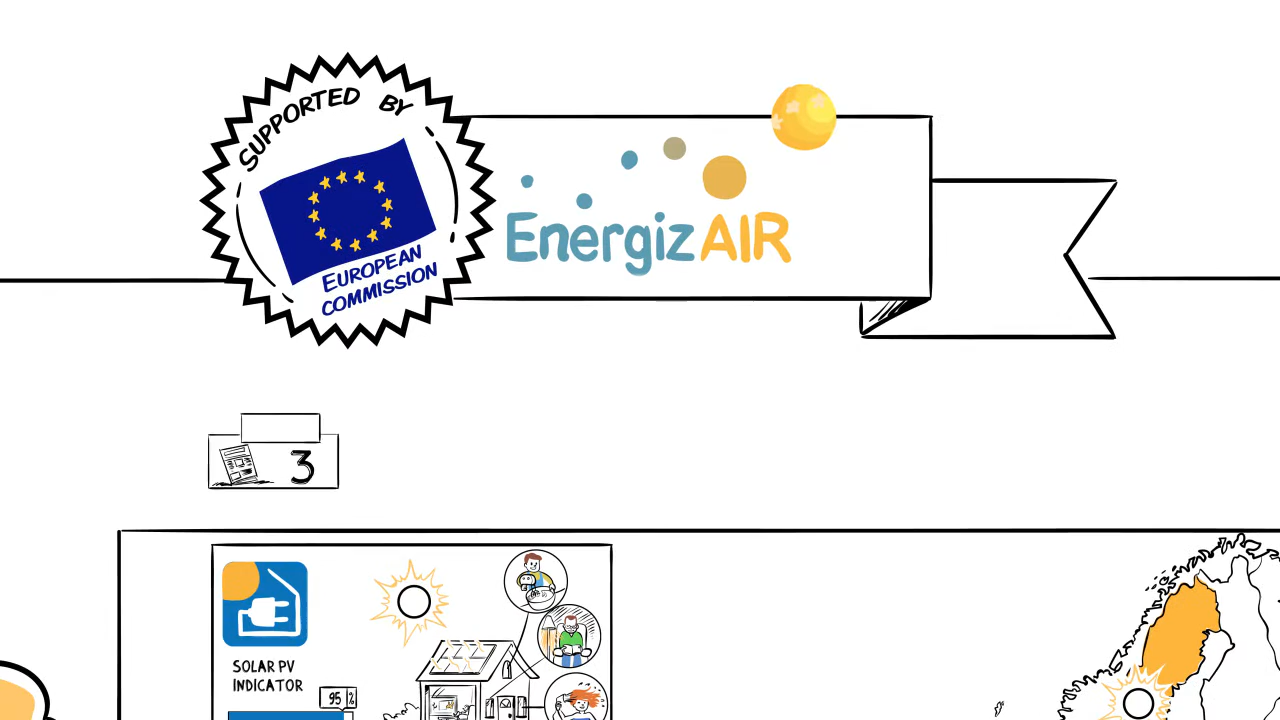 SUPPORTED BY
EUROPEAN
COMMISSION
EnergizAIR
3
SOLAR PV
INDICATOR
95 %